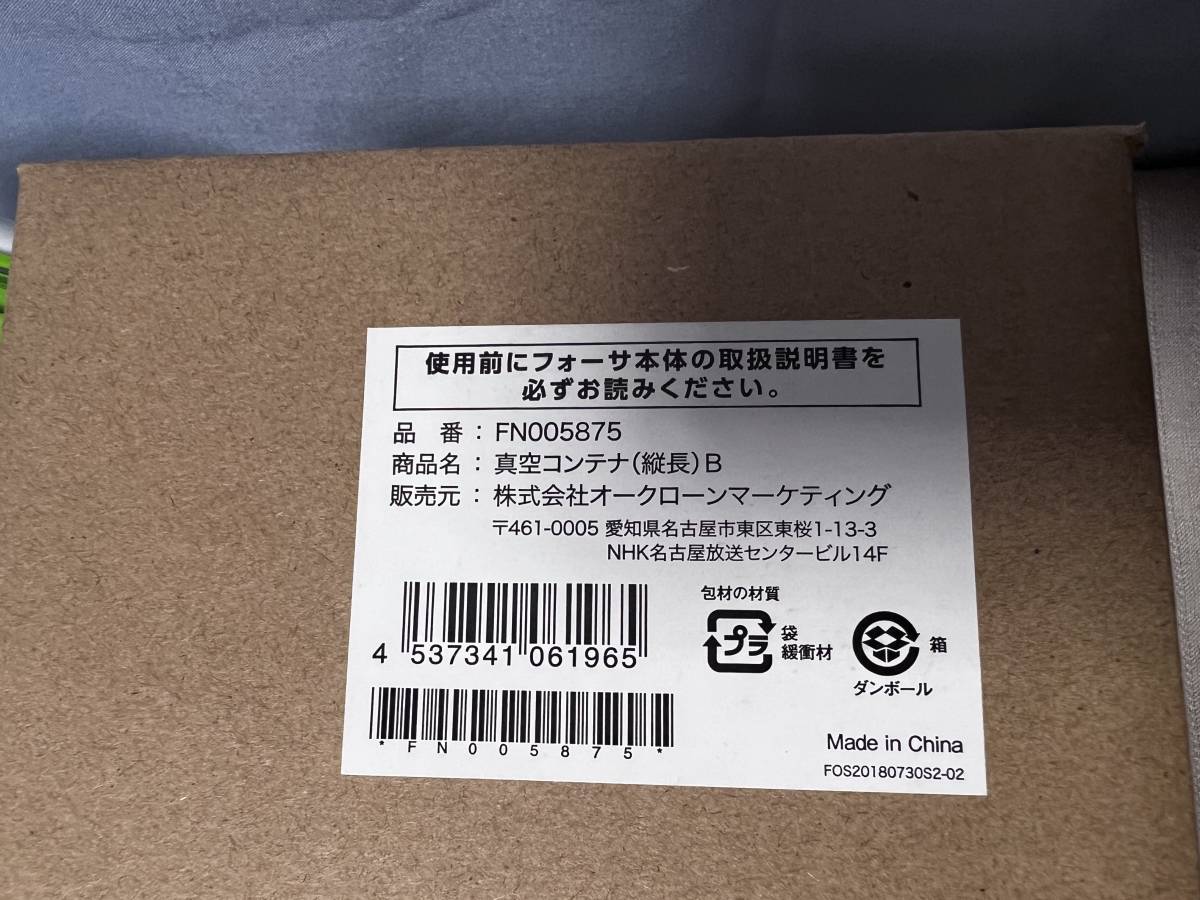 使用前にフォーサ本体の取扱説明書を
必ずお読みください。
品 番 : FN005875
商品名 : 真空コンテナ(縦長)B
販売元 : 株式会社オークローンマーケティング
〒461-0005 愛知県名古屋市東区東桜1-13-3
NHK名古屋放送センタービル14F
包材の材質
プラ 袋
緩衝材
箱
ダンボール
4 537341 061965
*FN005875*
Made in China
FOS20180730S2-02